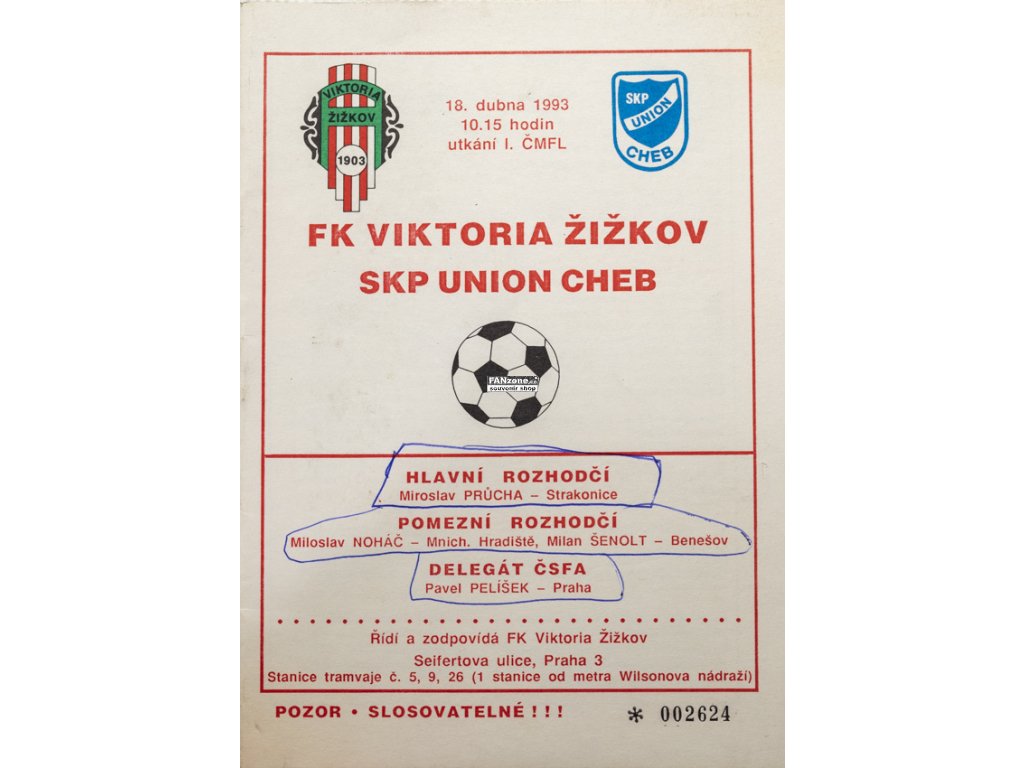 VIKTORIA
ŽIŽKOV
1903
18. dubna 1993
10.15 hodin
utkání I. ČMFL
SKP
UNION
CHEB
FK VIKTORIA ŽIŽKOV
SKP UNION CHEB
FANzone.cz
souvenir shop
HLAVNÍ ROZHODČÍ
Miroslav PRŮCHA – Strakonice
POMEZNÍ ROZHODČÍ
Miloslav NOHÁČ – Mnich. Hradiště, Milan ŠENOLT – Benešov
DELEGÁT ČSFA
Pavel PELÍŠEK – Praha
Řídí a zodpovídá FK Viktoria Žižkov
Seifertova ulice, Praha 3
Stanice tramvaje č. 5, 9, 26 (1 stanice od metra Wilsonova nádraží)
POZOR • SLOSOVATELNÉ ! ! !
* 002624